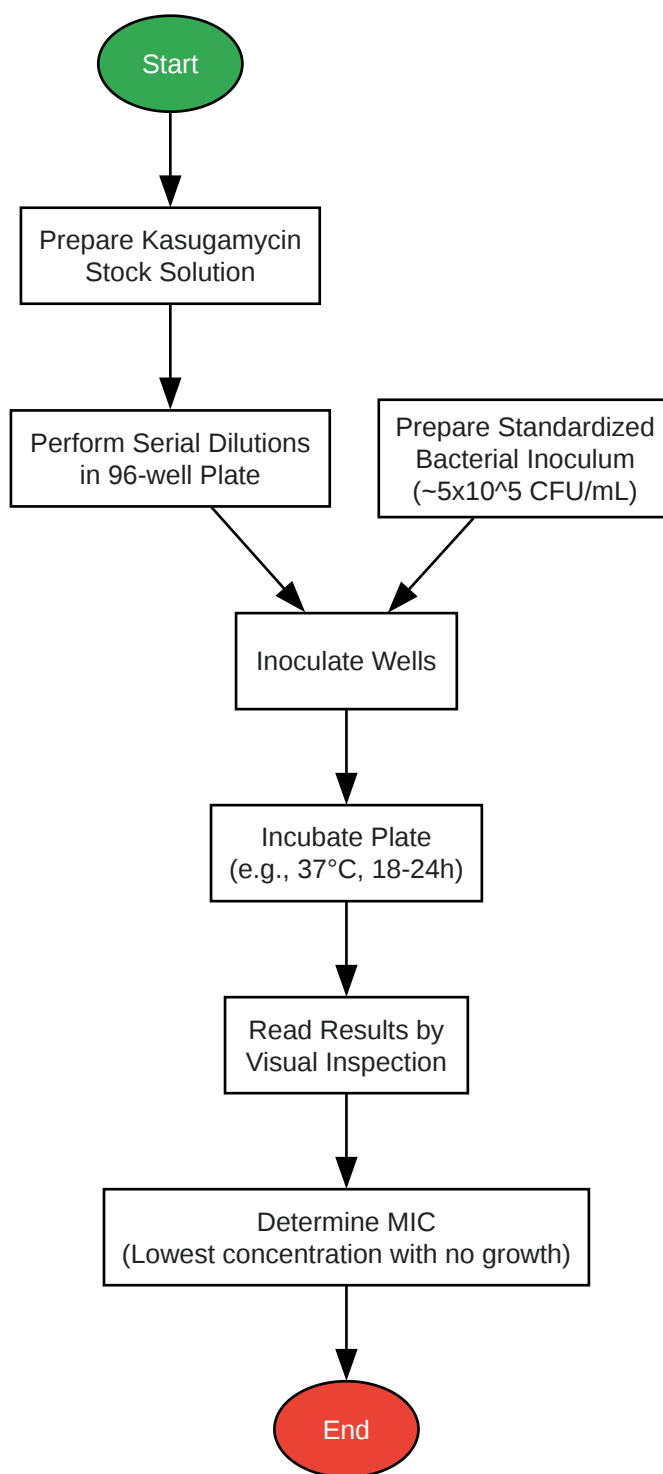 Start
Prepare Kasugamycin
Stock Solution
Perform Serial Dilutions
in 96-well Plate
Prepare Standardized
Bacterial Inoculum
(~5x10^5 CFU/mL)
Inoculate Wells
Incubate Plate
(e.g., 37°C, 18-24h)
Read Results by
Visual Inspection
Determine MIC
(Lowest concentration with no growth)
End